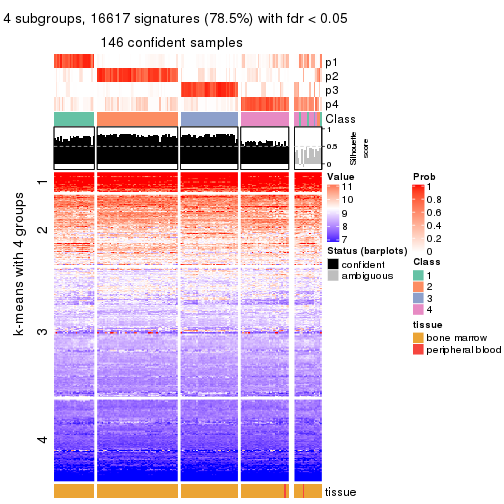 4 subgroups, 16617 signatures (78.5%) with fdr < 0.05
146 confident samples
p1
p2
p3
p4
Class
1
0.5
0
Silhouette
score
k-means with 4 groups
1
2
3
4
Value
11
10
9
8
7
Status (barplots)
confident
ambiguous
Prob
1
0.8
0.6
0.4
0.2
0
Class
1
2
3
4
tissue
bone marrow
peripheral blood
tissue